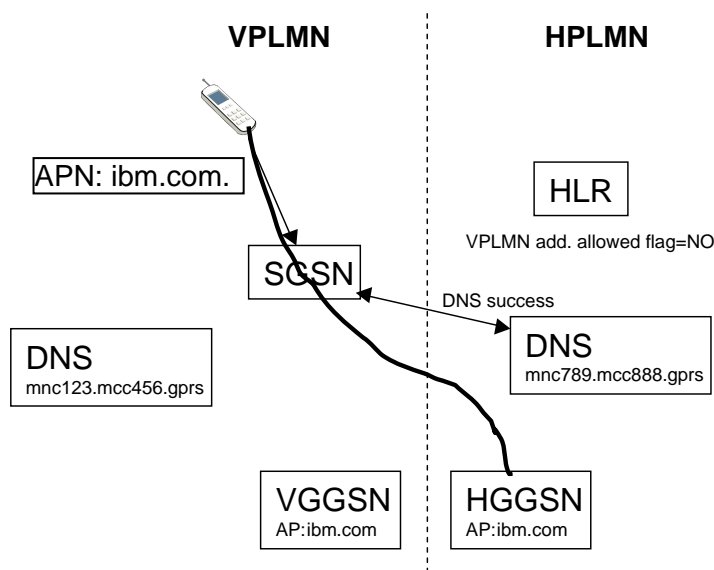 VPLMN
HPLMN
APN: ibm.com.
HLR
VPLMN add. allowed flag=NO
SGSN
DNS success
DNS
mnc123.mcc456.gprs
DNS
mnc789.mcc888.gprs
VGGSN
AP:ibm.com
HGGSN
AP:ibm.com